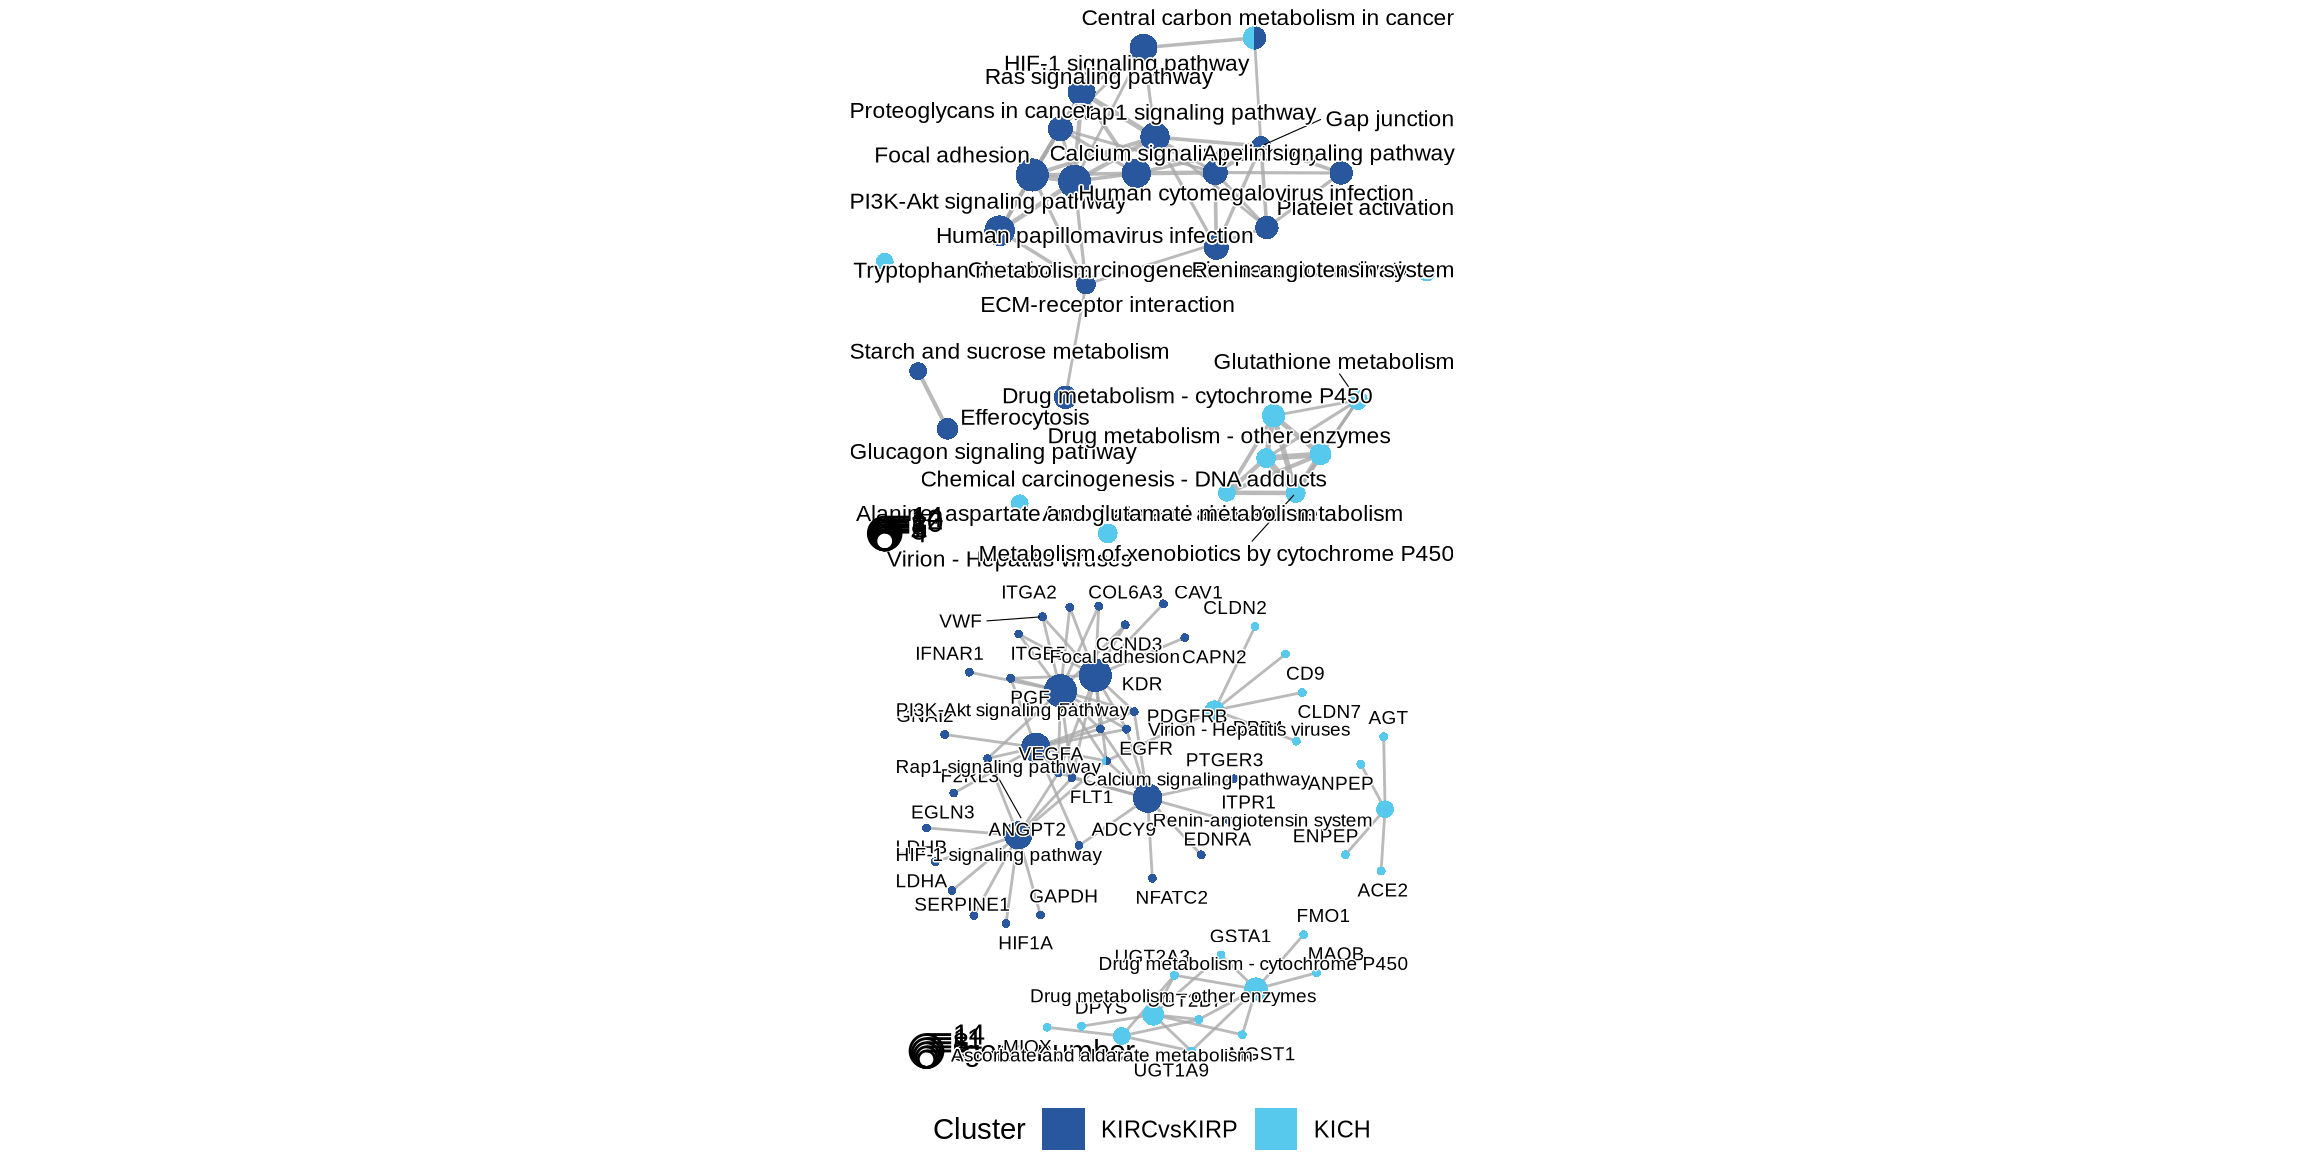 Central carbon metabolism in cancer
HIF-1 signaling pathway
Ras signaling pathway
Proteoglycans in cancer
ap1 signaling pathway
Gap junction
Focal adhesion
Calcium signali
Apelin signaling pathway
Human cytomegalovirus infection
PI3K-Akt signaling pathway
Platelet activation
Human papillomavirus infection
Tryptophan metabolism
Renin-angiotensin system
ECM-receptor interaction
Starch and sucrose metabolism
Glutathione metabolism
Drug metabolism - cytochrome P450
Efferocytosis
Drug metabolism - other enzymes
Glucagon signaling pathway
Chemical carcinogenesis - DNA adducts
Alanine, aspartate and glutamate metabolism
Metabolism of xenobiotics by cytochrome P450
Virion - Hepatitis viruses
ITGA2
COL6A3
CAV1
CLDN2
VWF
CCND3
IFNAR1
Focal adhesion
CAPN2
CD9
KDR
PGF
PI3K-Akt signaling pathway
GNAI2
PDGFRB
CLDN7
AGT
Virion - Hepatitis viruses
EGFR
VEGFA
PTGER3
Rap1 signaling pathway
F2RL3
Calcium signaling pathway
ANPEP
FLT1
ITPR1
EGLN3
Renin-angiotensin system
ANGPT2
ADCY9
EDNRA
ENPEP
LDHB
HIF-1 signaling pathway
LDHA
GAPDH
NFATC2
ACE2
SERPINE1
HIF1A
FMO1
GSTA1
UGT2A3
MAOB
Drug metabolism - cytochrome P450
Drug metabolism - other enzymes
DPYS
14
MIOX
Ascorbate and aldarate metabolism
MGST1
UGT1A9
Cluster
KIRCvsKIRP
KICH